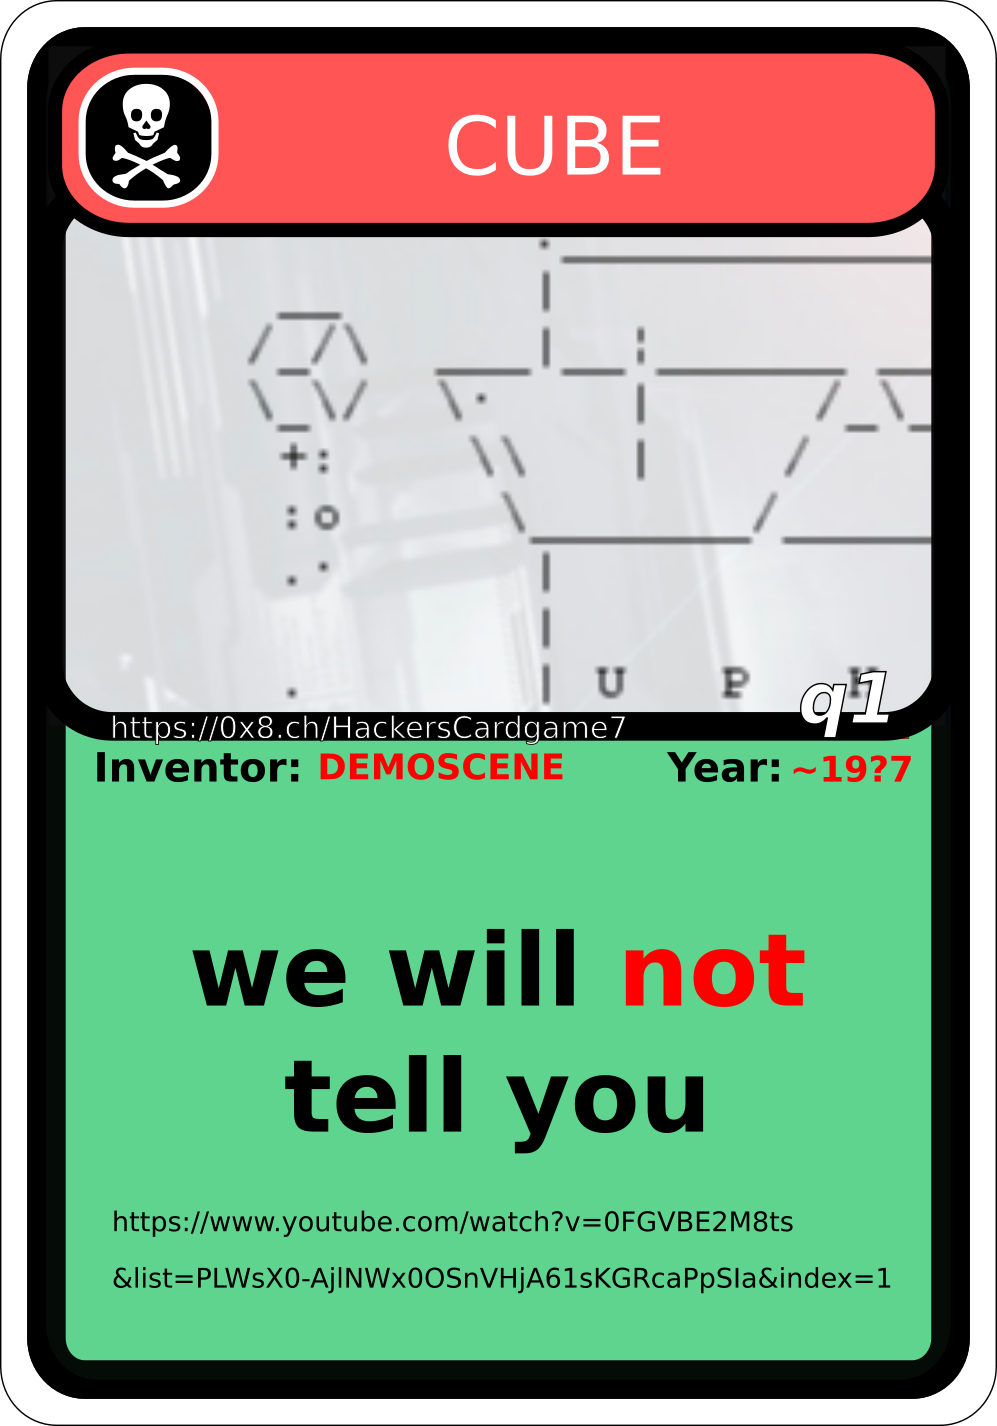 CUBE
U P K
q1
https://0x8.ch/HackersCardgame7
Inventor: DEMOSCENE Year: ~19?7
we will not
tell you
https://www.youtube.com/watch?v=0FGVBE2M8ts
&list=PLWsX0-AjlNWx0OSnVHjA61sKGRcaPpSIa&index=1